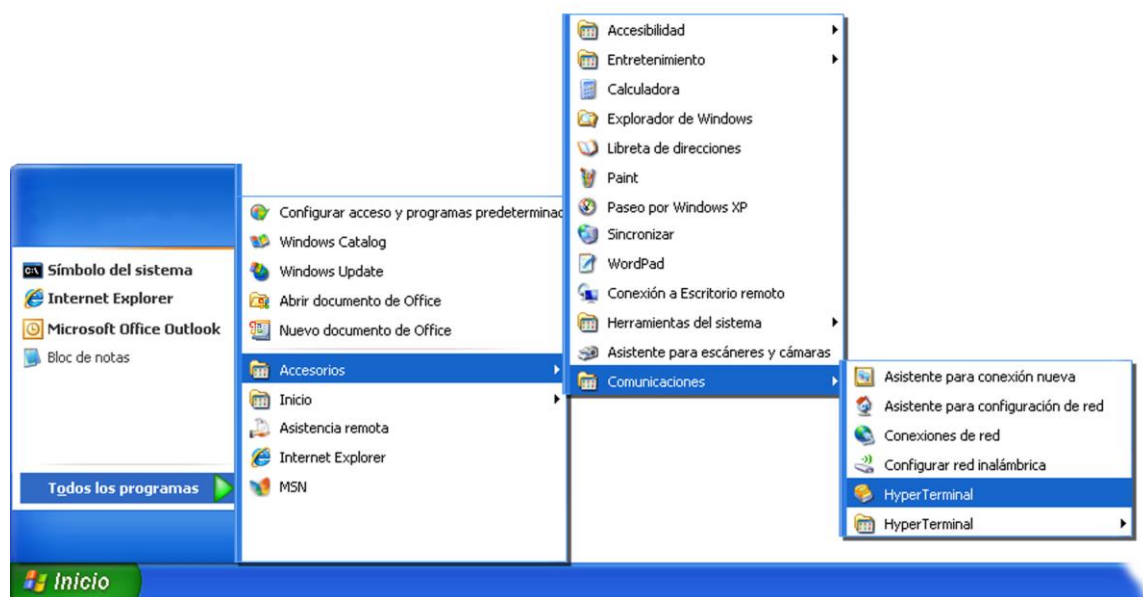 Símbolo del sistema
Internet Explorer
Microsoft Office Outlook
Bloc de notas
Todos los programas
Inicio
Configurar acceso y programas
Windows Catalog
Windows Update
Abrir documento de Office
Nuevo documento de Office
Accesorios
Inicio
Asistencia remota
Internet Explorer
MSN
Accesibilidad
Entretenimiento
Calculadora
Explorador de Windows
Libreta de direcciones
Paint
Paseo por Windows XP
Sincronizar
WordPad
Conexión a Escritorio remoto
Herramientas del sistema
Asistente para escáneres y cámaras
Comunicaciones
Asistente para conexión nueva
Asistente para configuración de red
Conexiones de red
Configurar red inalámbrica
HyperTerminal
HyperTerminal